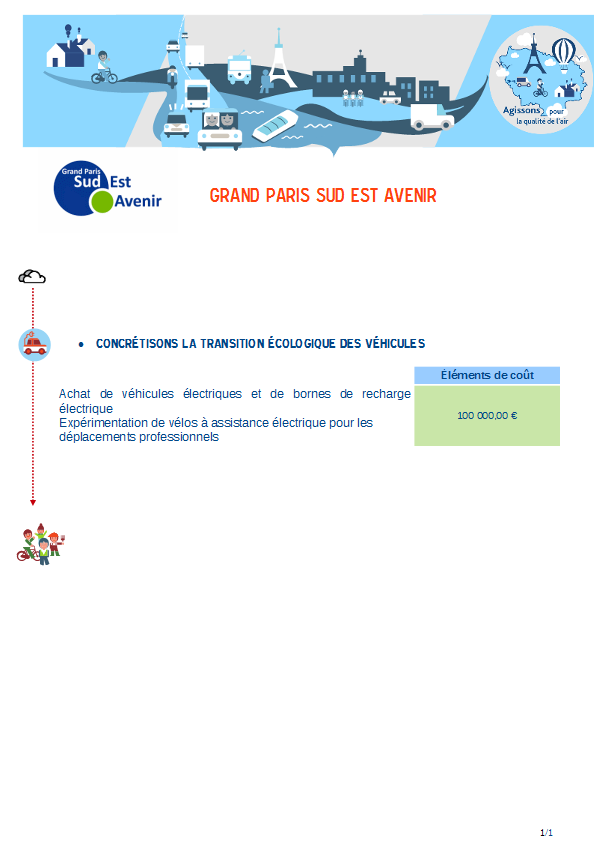 Agissons pour
la qualité de l'air
Grand Paris
Sud Est
Avenir
GRAND PARIS SUD EST AVENIR
• CONCRÉTISONS LA TRANSITION ÉCOLOGIQUE DES VÉHICULES
Éléments de coût
Achat de véhicules électriques et de bornes de recharge
électrique
Expérimentation de vélos à assistance électrique pour les
déplacements professionnels
100 000,00 €
1/1